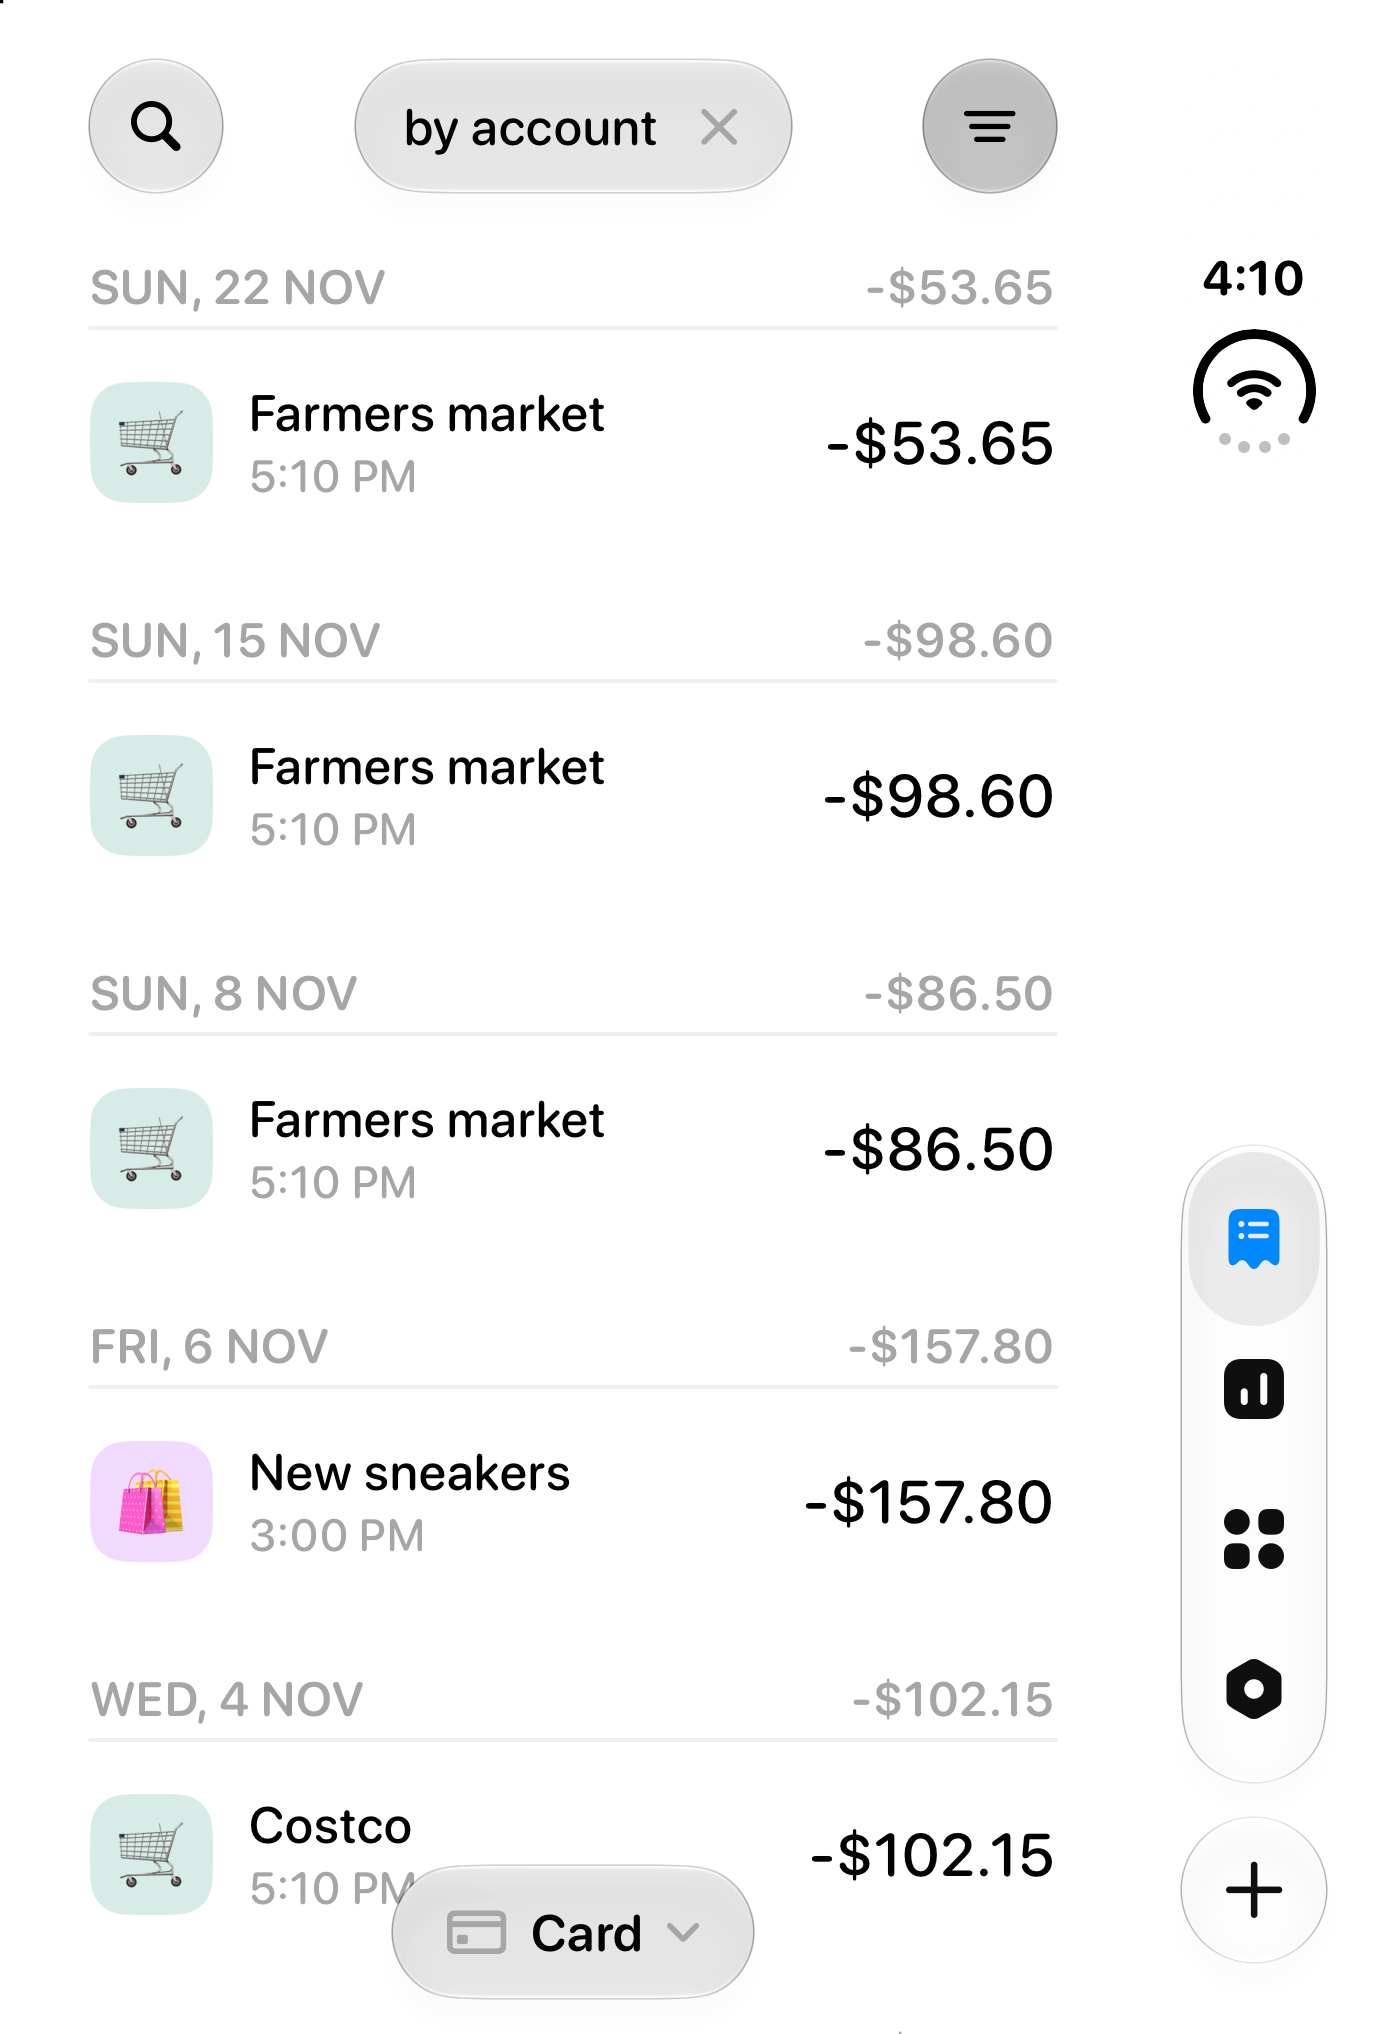 by account
SUN, 22 NOV -$53.65
4:10
Farmers market
5:10 PM
-$53.65
SUN, 15 NOV -$98.60
Farmers market
5:10 PM
-$98.60
SUN, 8 NOV -$86.50
Farmers market
5:10 PM
-$86.50
FRI, 6 NOV -$157.80
New sneakers
3:00 PM
-$157.80
WED, 4 NOV -$102.15
Costco
5:10 PM
-$102.15
Card